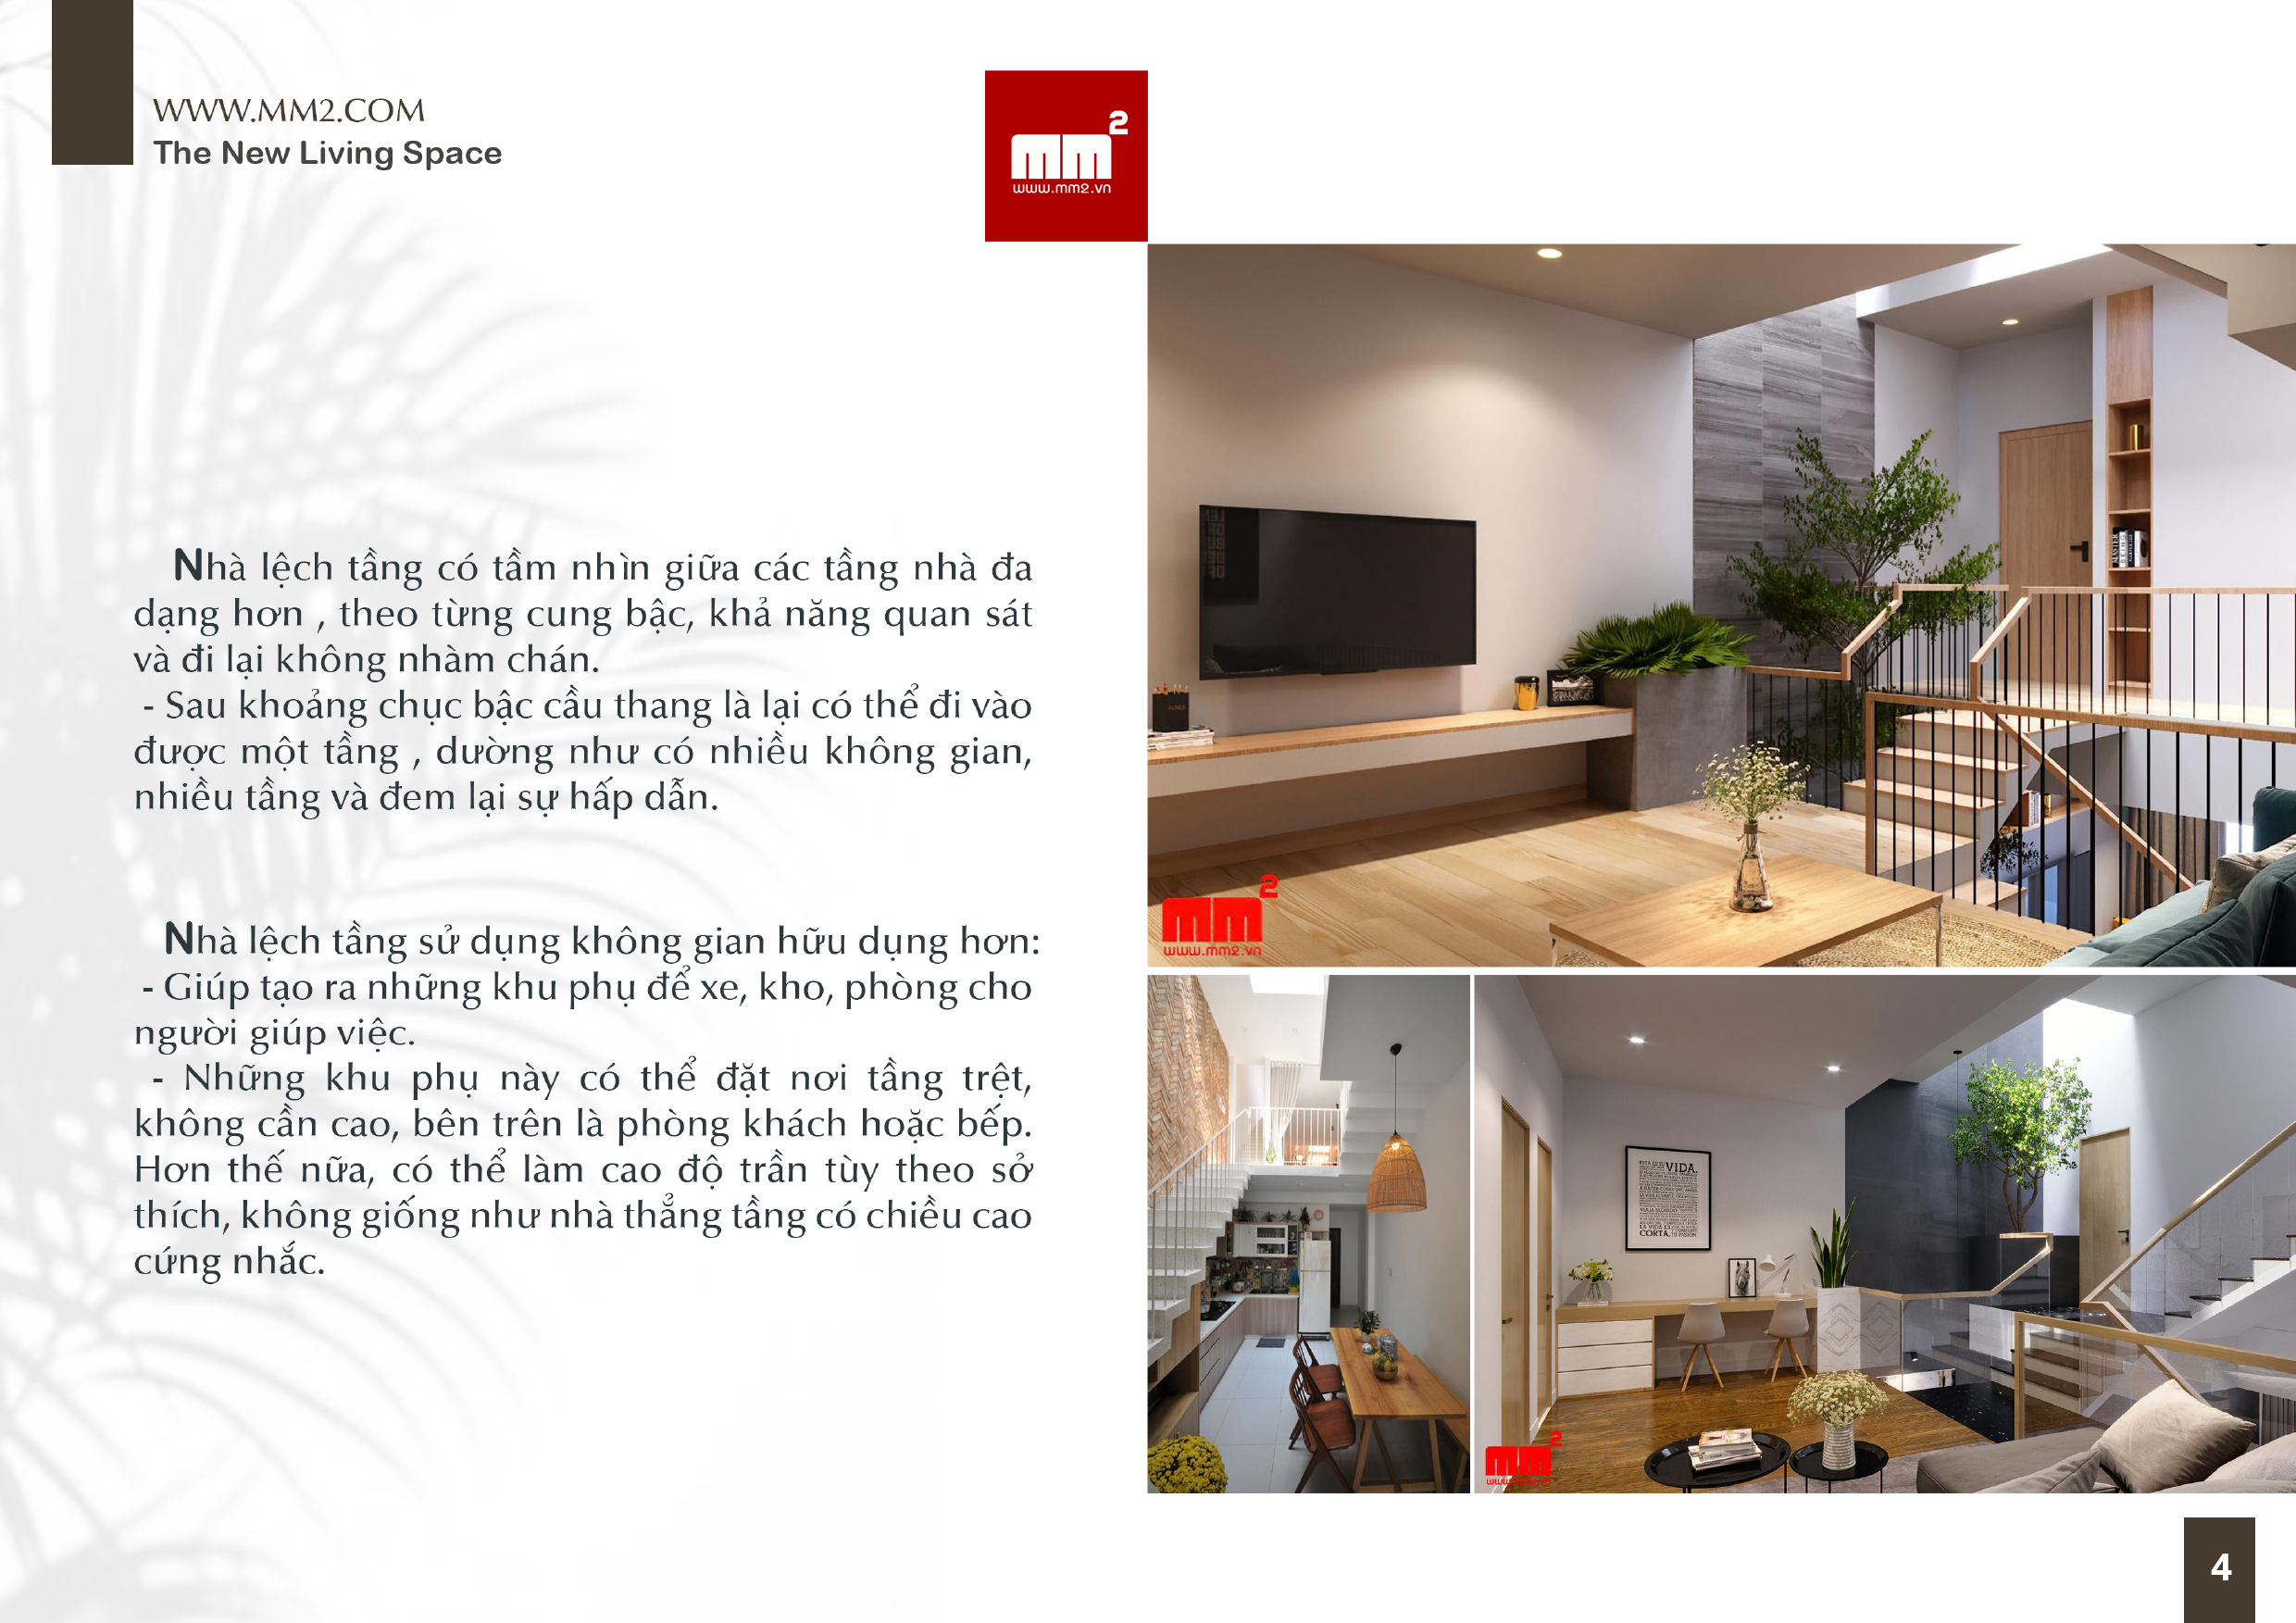 WWW.MM2.COM
The New Living Space
mm2
www.mm2.vn
Nhà lệch tầng có tầm nhìn giữa các tầng nhà đa
dạng hơn , theo từng cung bậc, khả năng quan sát
và đi lại không nhàm chán.
- Sau khoảng chục bậc cầu thang là lại có thể đi vào
được một tầng , dường như có nhiều không gian,
nhiều tầng và đem lại sự hấp dẫn.
Nhà lệch tầng sử dụng không gian hữu dụng hơn:
- Giúp tạo ra những khu phụ để xe, kho, phòng cho
người giúp việc.
- Những khu phụ này có thể đặt nơi tầng trệt,
không cần cao, bên trên là phòng khách hoặc bếp.
Hơn thế nữa, có thể làm cao độ trần tùy theo sở
thích, không giống như nhà thẳng tầng có chiều cao
cứng nhắc.
mm2
www.mm2.vn
VIDA.
CORTA.
mm2
4